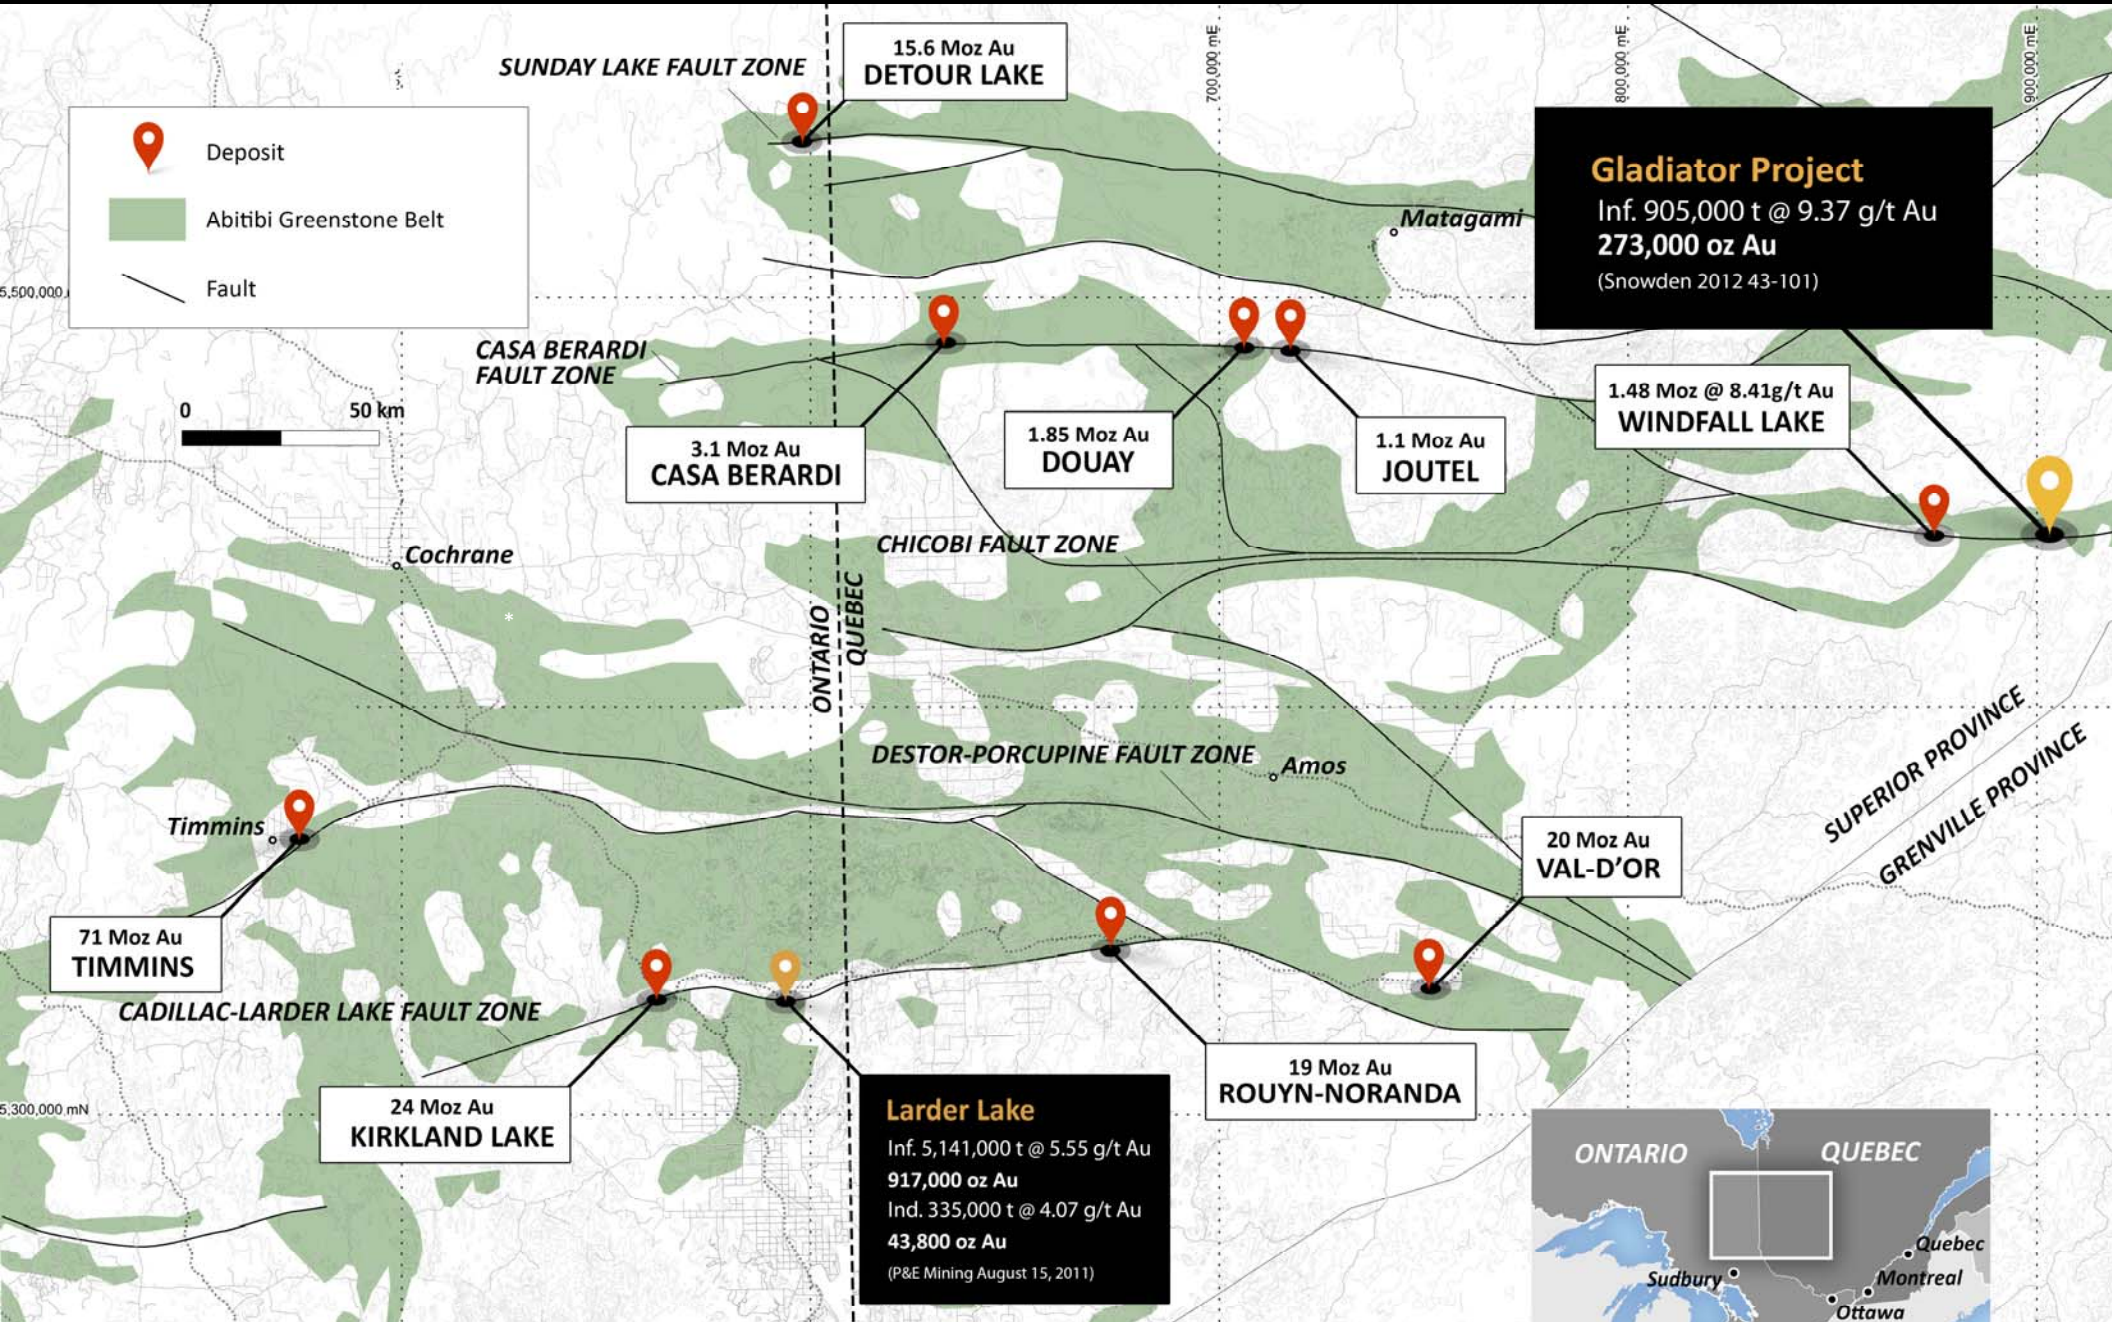 SUNDAY LAKE FAULT ZONE
15.6 Moz Au
DETOUR LAKE
700,000 mE
800,000 mE
900,000 mE
Deposit
Abitibi Greenstone Belt
Fault
Gladiator Project
Inf. 905,000 t @ 9.37 g/t Au
273,000 oz Au
(Snowden 2012 43-101)
Matagami
5,500,000
CASA BERARDI
FAULT ZONE
0 50 km
3.1 Moz Au
CASA BERARDI
1.85 Moz Au
DOUAY
1.1 Moz Au
JOUTEL
1.48 Moz @ 8.41g/t Au
WINDFALL LAKE
Cochrane
CHICOBI FAULT ZONE
*
ONTARIO
QUEBEC
DESTOR-PORCUPINE FAULT ZONE
Amos
SUPERIOR PROVINCE
GRENVILLE PROVINCE
Timmins
20 Moz Au
VAL-D’OR
71 Moz Au
TIMMINS
CADILLAC-LARDER LAKE FAULT ZONE
24 Moz Au
KIRKLAND LAKE
19 Moz Au
ROUYN-NORANDA
5,300,000 mN
Larder Lake
Inf. 5,141,000 t @ 5.55 g/t Au
917,000 oz Au
Ind. 335,000 t @ 4.07 g/t Au
43,800 oz Au
(P&E Mining August 15, 2011)
ONTARIO
QUEBEC
Quebec
Sudbury
Montreal
Ottawa